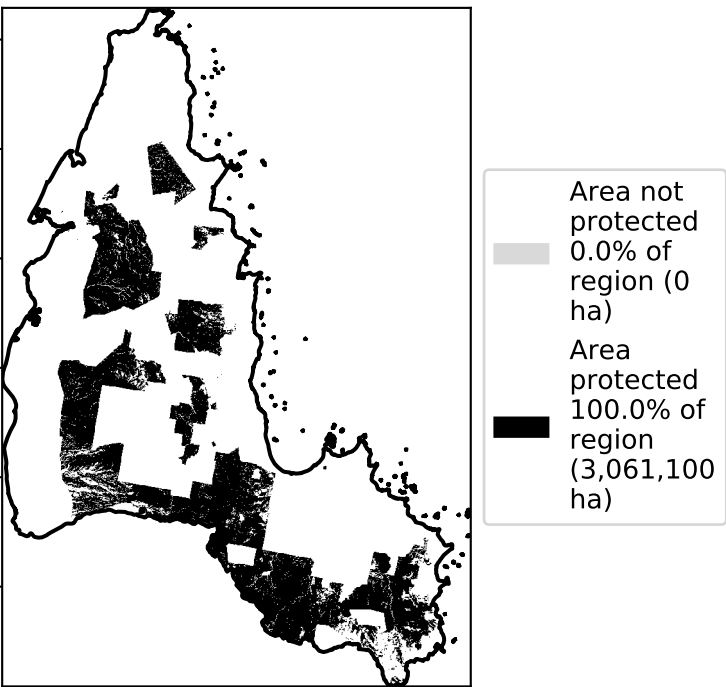 Area not
protected
0.0% of
region (0
ha)
Area
protected
100.0% of
region
(3,061,100
ha)